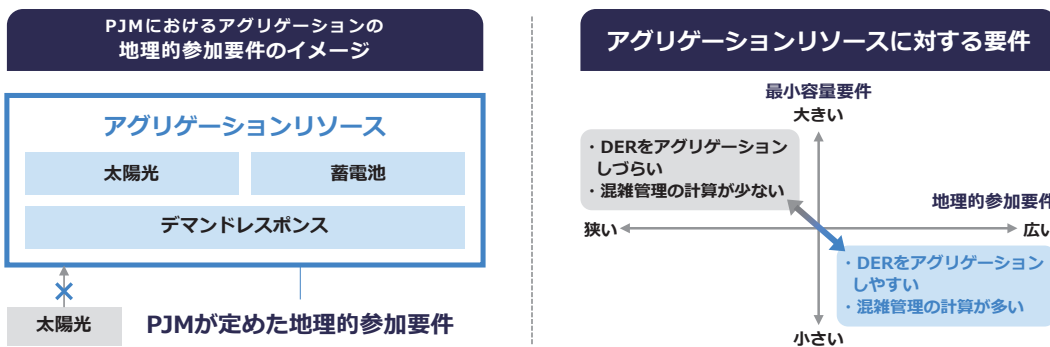 PJMにおけるアグリゲーションの
地理的参加要件のイメージ
アグリゲーションリソース
太陽光
蓄電池
デマンドレスポンス
太陽光
PJMが定めた地理的参加要件
アグリゲーションリソースに対する要件
最小容量要件
大きい
・DERをアグリゲーション
しづらい
・混雑管理の計算が少ない
地理的参加要件
狭い
広い
・DERをアグリゲーション
しやすい
・混雑管理の計算が多い
小さい